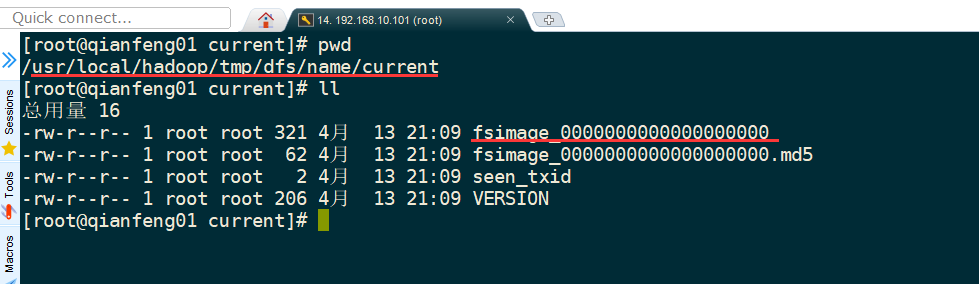 Quick connect...
14. 192.168.10.101 (root)
[root@qianfeng01 current]# pwd
/usr/local/hadoop/tmp/dfs/name/current
[root@qianfeng01 current]# ll
总用量 16
-rw-r--r-- 1 root root 321 4月  13 21:09 fsimage_0000000000000000000
-rw-r--r-- 1 root root  62 4月  13 21:09 fsimage_0000000000000000000.md5
-rw-r--r-- 1 root root   2 4月  13 21:09 seen_txid
-rw-r--r-- 1 root root 206 4月  13 21:09 VERSION
[root@qianfeng01 current]#
Sessions
Tools
Macros